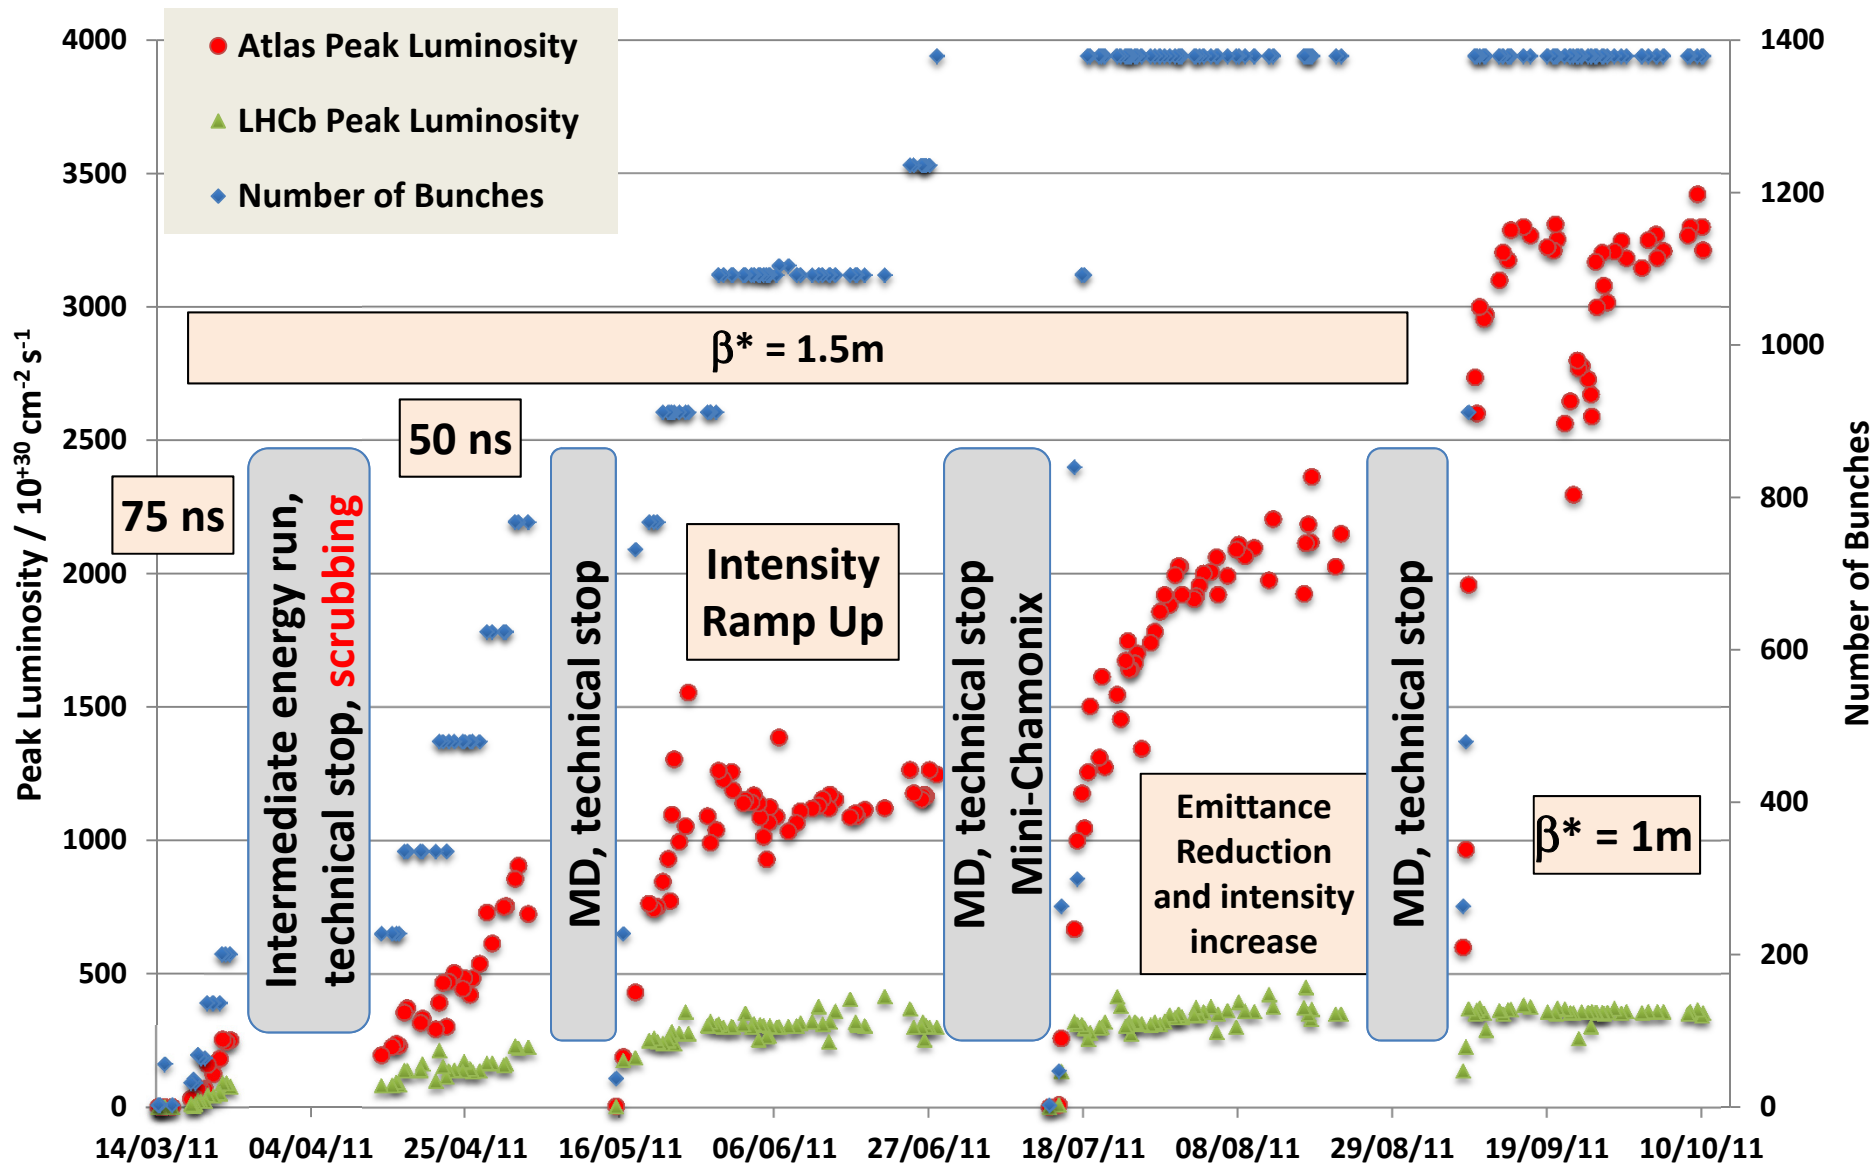 Atlas Peak Luminosity
LHCb Peak Luminosity
Number of Bunches
Peak Luminosity / 10⁺³⁰ cm⁻² s⁻¹
4000
3500
3000
2500
2000
1500
1000
500
0
1400
1200
1000
800
600
400
200
0
Number of Bunches
β* = 1.5m
75 ns
50 ns
Intermediate energy run,
technical stop, scrubbing
MD, technical stop
Intensity
Ramp Up
MD, technical stop
Mini-Chamonix
Emittance
Reduction
and intensity
increase
MD, technical stop
β* = 1m
14/03/11 04/04/11 25/04/11 16/05/11 06/06/11 27/06/11 18/07/11 08/08/11 29/08/11 19/09/11 10/10/11